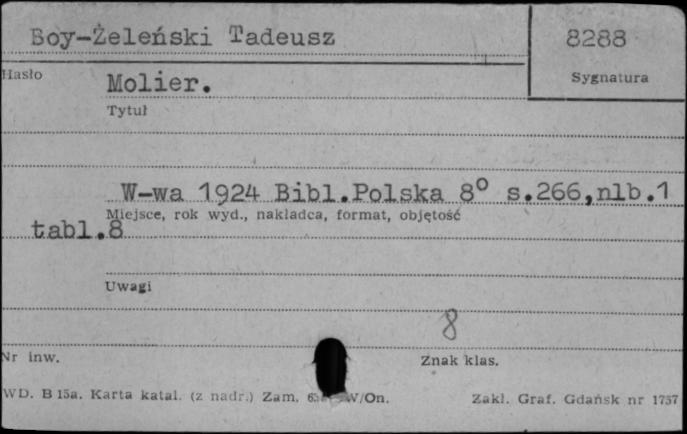 Boy-Żeleński Tadeusz 8288
Hasło Sygnatura
Molier.
Tytuł
W-wa 1924 Bibl.Polska 8° s.266,nlb.1
Miejsce, rok wyd., nakładca, format, objętość
tabl.8
Uwagi
8
Nr inw. Znak klas.
WD. B 15a. Karta katal. (z nadr.) Zam. W/On. Zakł. Graf. Gdańsk nr 1757